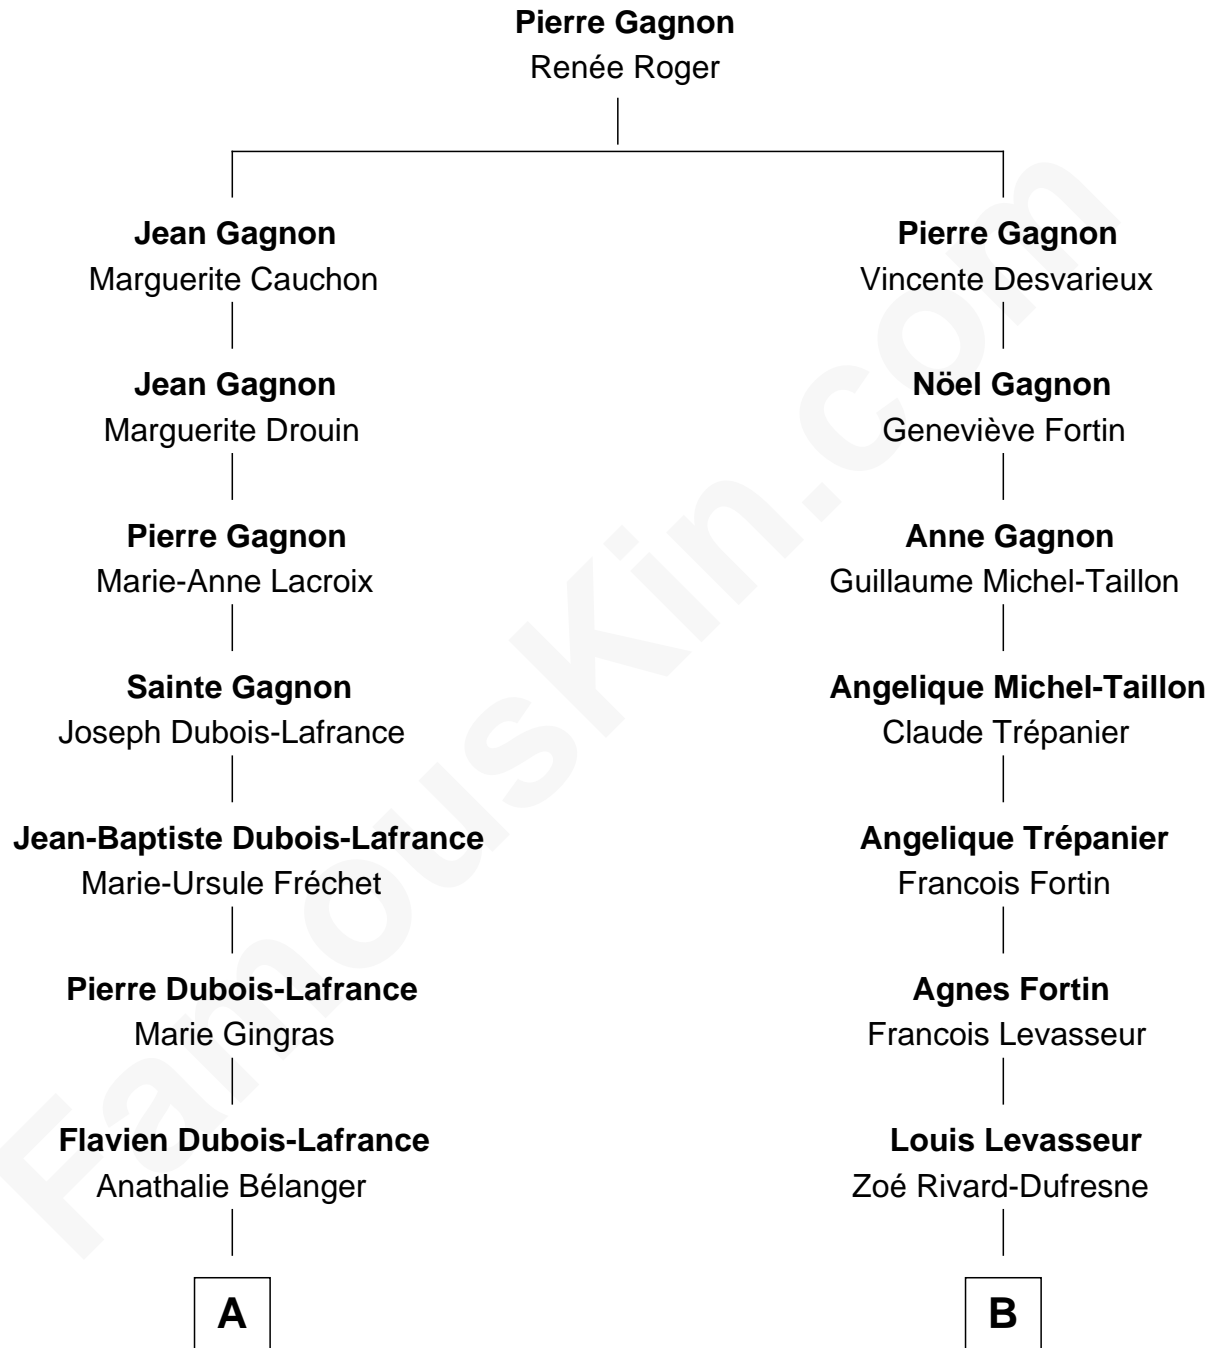 Pierre Gagnon
Renée Roger
Jean Gagnon
Marguerite Cauchon
Jean Gagnon
Marguerite Drouin
Pierre Gagnon
Marie-Anne Lacroix
Sainte Gagnon
Joseph Dubois-Lafrance
Jean-Baptiste Dubois-Lafrance
Marie-Ursule Fréchet
Pierre Dubois-Lafrance
Marie Gingras
Flavien Dubois-Lafrance
Anathalie Bélanger
A
Pierre Gagnon
Vincente Desvarieux
Nöel Gagnon
Geneviève Fortin
Anne Gagnon
Guillaume Michel-Taillon
Angelique Michel-Taillon
Claude Trépanier
Angelique Trépanier
Francois Fortin
Agnes Fortin
Francois Levasseur
Louis Levasseur
Zoé Rivard-Dufresne
B
FamousKin.com